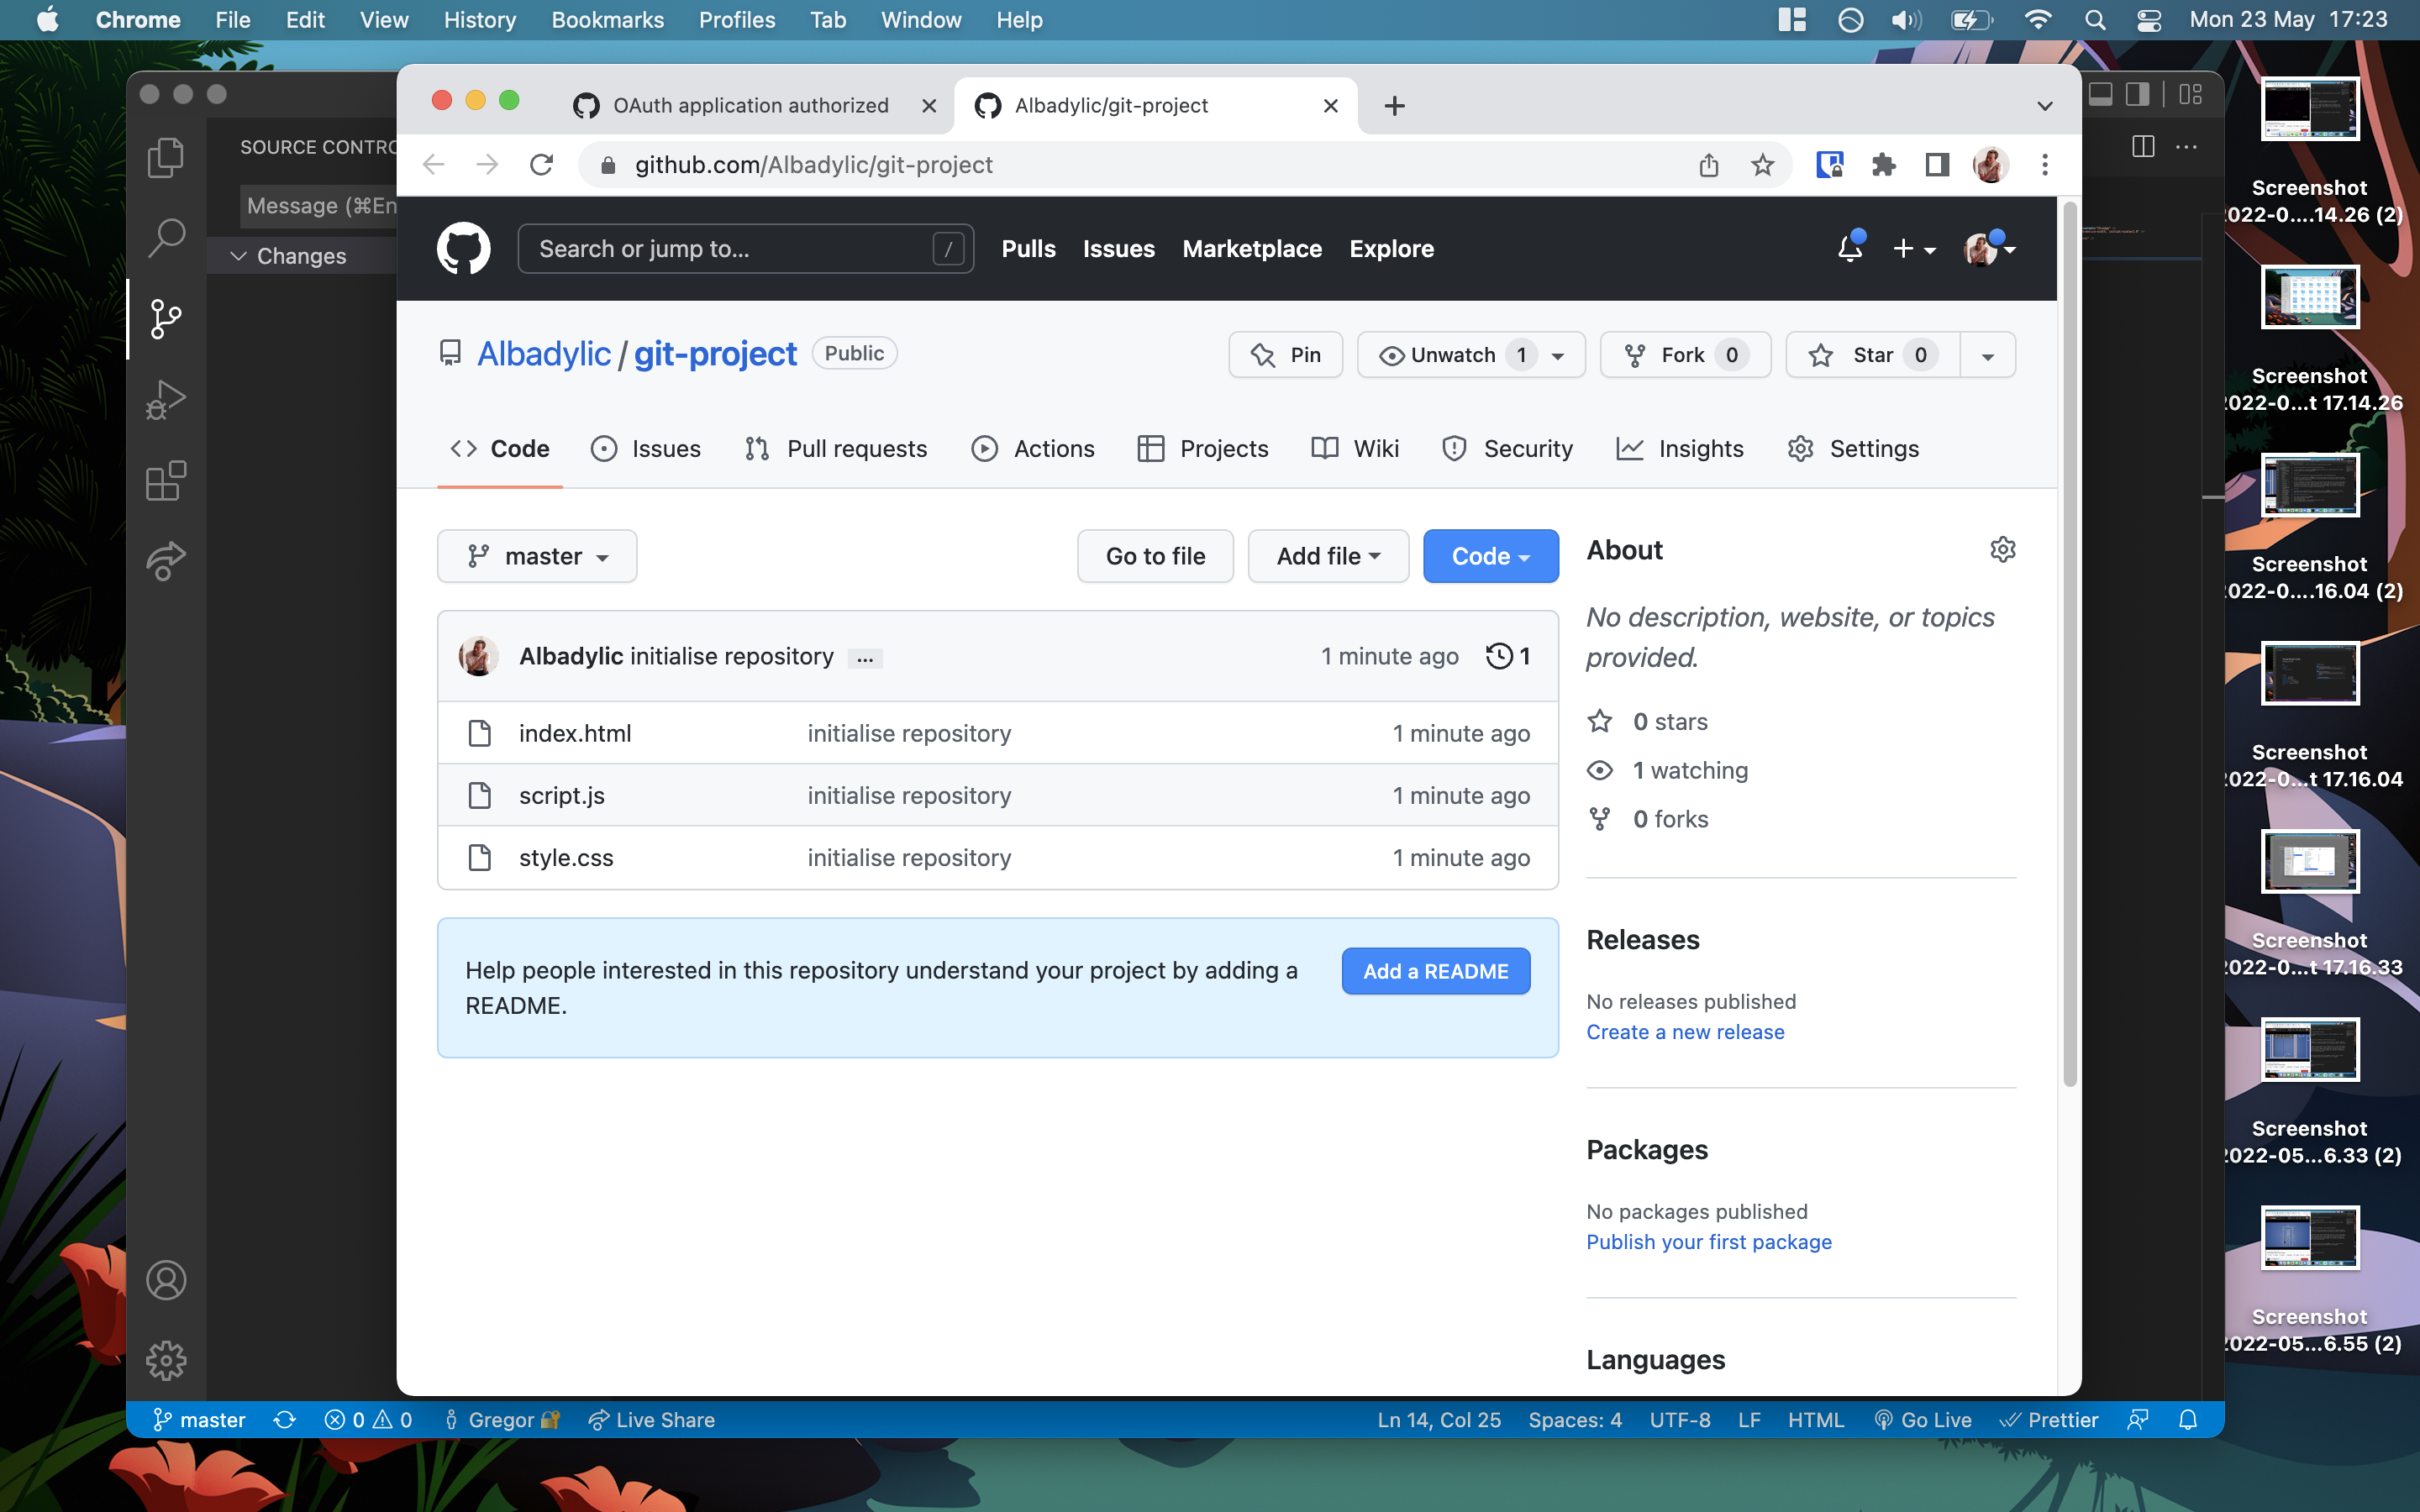 Chrome File Edit View History Bookmarks Profiles Tab Window Help Mon 23 May 17:23
OAuth application authorized
Albadylic/git-project
github.com/Albadylic/git-project
SOURCE CONTRO
Message (⌘En
Changes
Search or jump to... /
Pulls Issues Marketplace Explore
Albadylic / git-project Public
Pin Unwatch 1 Fork 0 Star 0
Code Issues Pull requests Actions Projects Wiki Security Insights Settings
master Go to file Add file Code
Albadylic initialise repository ... 1 minute ago 1
index.html initialise repository 1 minute ago
script.js initialise repository 1 minute ago
style.css initialise repository 1 minute ago
Help people interested in this repository understand your project by adding a
README.
Add a README
About
No description, website, or topics
provided.
0 stars
1 watching
0 forks
Releases
No releases published
Create a new release
Packages
No packages published
Publish your first package
Languages
Screenshot
2022-0....14.26 (2)
Screenshot
2022-0...t 17.14.26
Screenshot
2022-0....16.04 (2)
Screenshot
2022-0...t 17.16.04
Screenshot
2022-0...t 17.16.33
Screenshot
2022-05...6.33 (2)
Screenshot
2022-05...6.55 (2)
master 0 0 Gregor Live Share Ln 14, Col 25 Spaces: 4 UTF-8 LF HTML Go Live Prettier